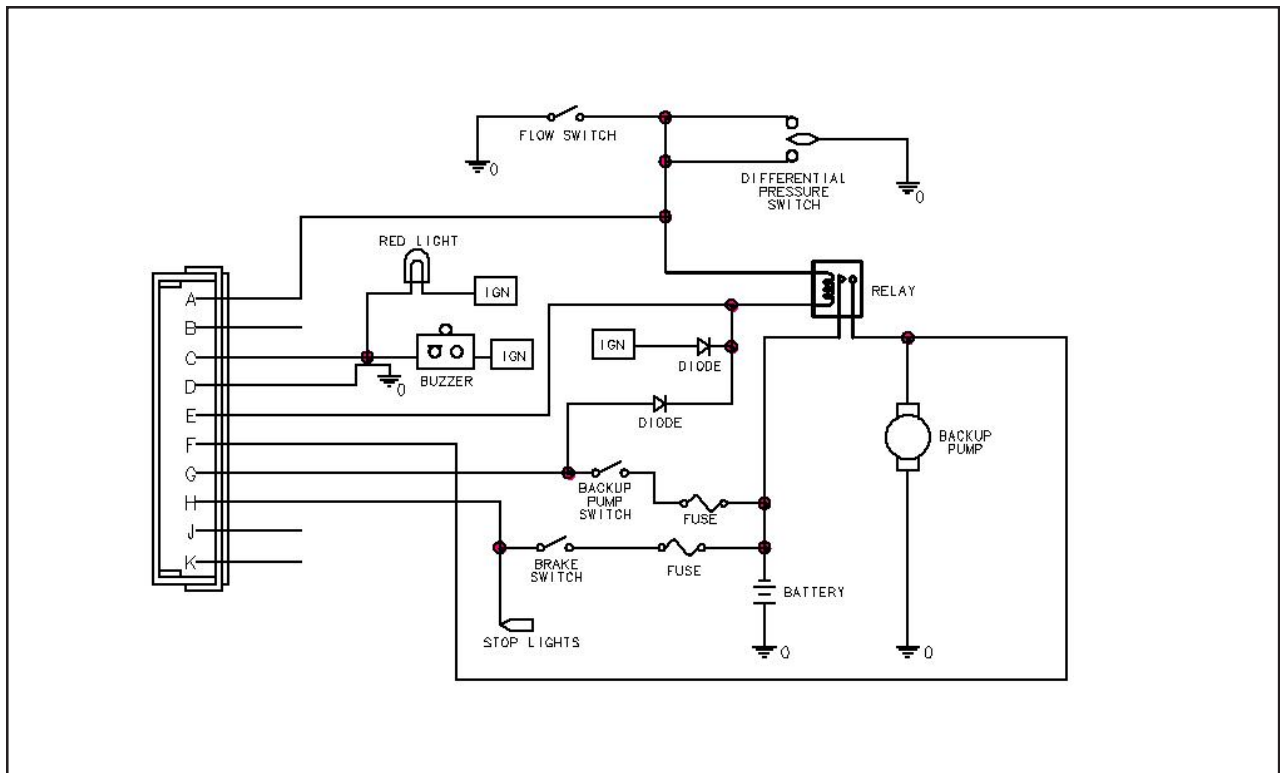 FLOW SWITCH
0
DIFFERENTIAL
PRESSURE
SWITCH
0
RED LIGHT
IGN
RELAY
A
B
C
D
E
F
G
H
J
K
IGN
BUZZER
0
IGN
DIODE
DIODE
BACKUP
PUMP
BACKUP
PUMP
SWITCH
FUSE
BRAKE
SWITCH
FUSE
BATTERY
STOP LIGHTS
0
0